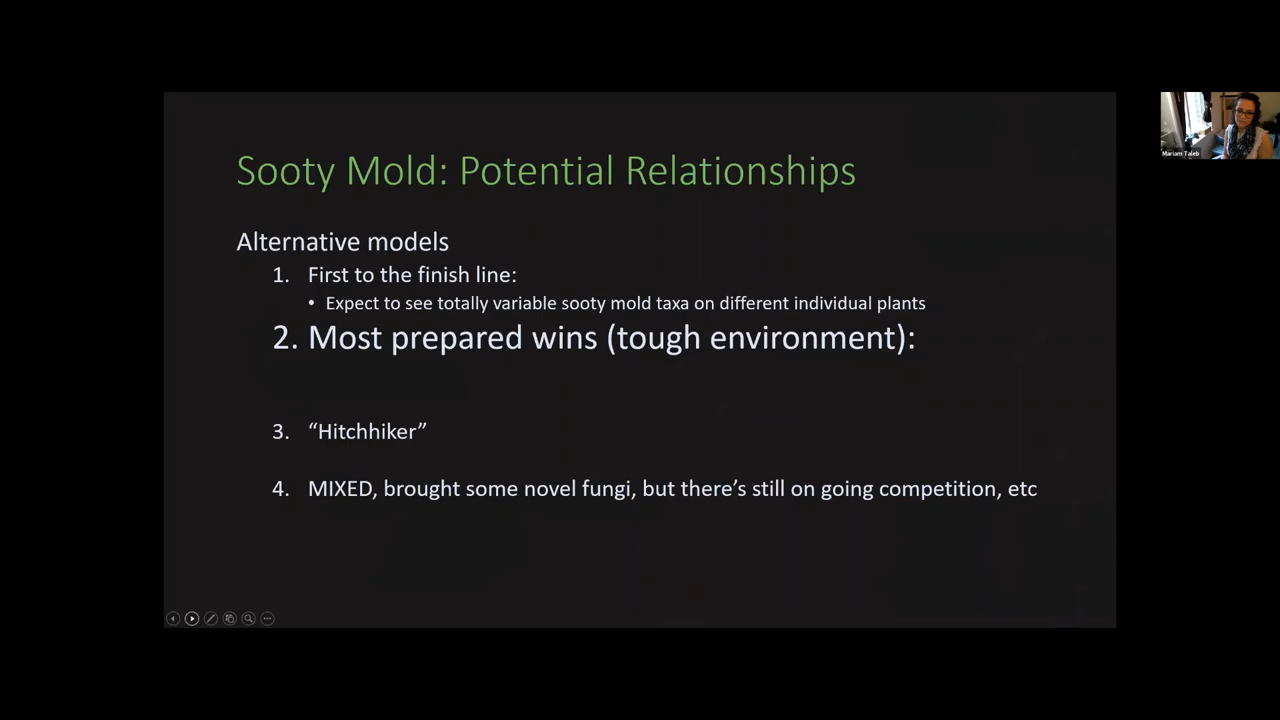 Sooty Mold: Potential Relationships
Alternative models
1. First to the finish line:
• Expect to see totally variable sooty mold taxa on different individual plants
2. Most prepared wins (tough environment):
3. “Hitchhiker”
4. MIXED, brought some novel fungi, but there’s still on going competition, etc
Mariam Taleb